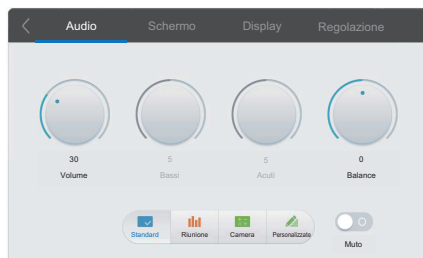 Audio Schermo Display Regolazione
30 5 5 0
Volume Bassi Acuti Balance
Standard Riunione Camera Personalizzate
Muto